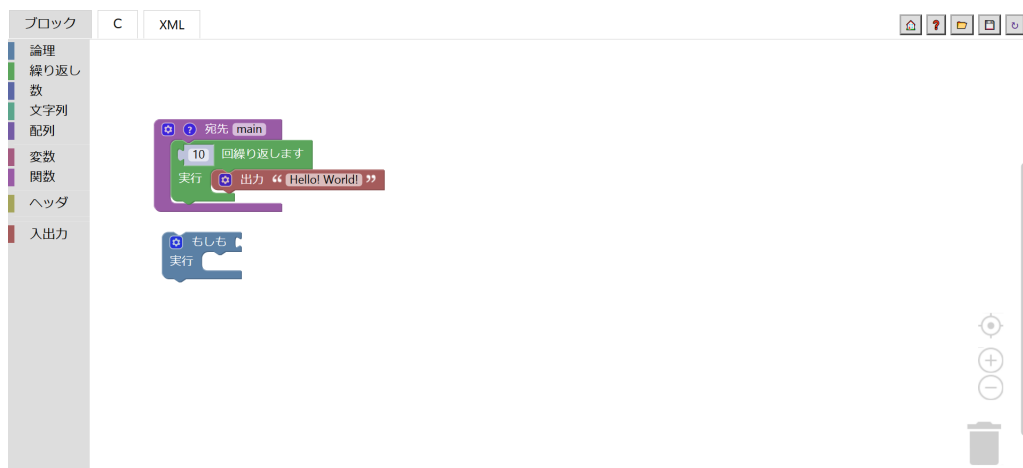 ブロック
C
XML
論理
繰り返し
数
文字列
配列
変数
関数
ヘッダ
入出力
? 宛先 main
10 回繰り返します
実行 出力 “ Hello! World! ”
もしも
実行